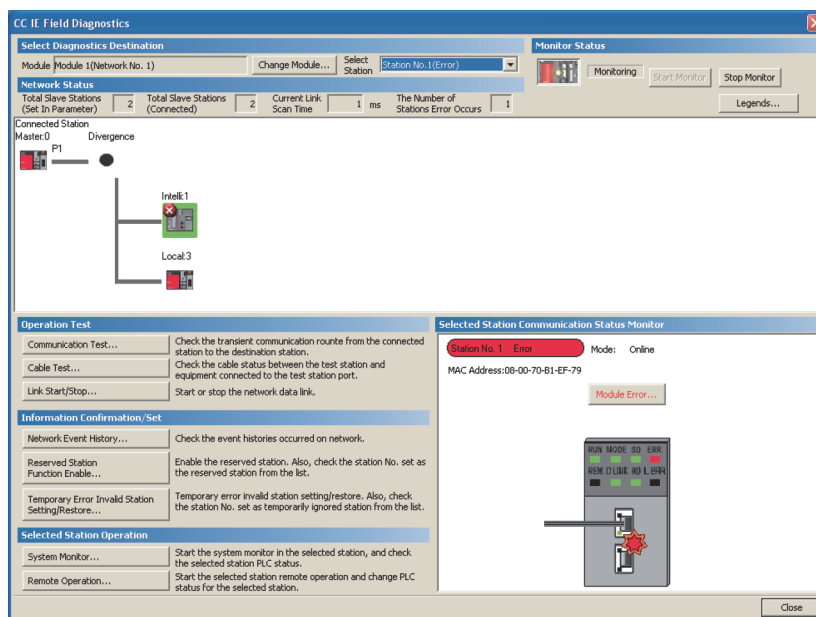 CC IE Field Diagnostics
Select Diagnostics Destination
Module Module 1(Network No. 1)
Change Module...
Select Station
Station No.1(Error)
Monitor Status
Monitoring
Start Monitor
Stop Monitor
Legends...
Network Status
Total Slave Stations (Set In Parameter) 2
Total Slave Stations (Connected) 2
Current Link Scan Time 1 ms
The Number of Stations Error Occurs 1
Connected Station
Master:0
Divergence
P1
Intelli:1
Local:3
Operation Test
Communication Test...
Check the transient communication rounte from the connected
station to the destination station.
Cable Test...
Check the cable status between the test station and
equipment connected to the test station port.
Link Start/Stop...
Start or stop the network data link.
Information Confirmation/Set
Network Event History...
Check the event histories occurred on network.
Reserved Station
Function Enable...
Enable the reserved station. Also, check the station No. set as
the reserved station from the list.
Temporary Error Invalid Station
Setting/Restore...
Temporary error invalid station setting/restore. Also, check
the station No. set as temporarily ignored station from the list.
Selected Station Operation
System Monitor...
Start the system monitor in the selected station, and check
the selected station PLC status.
Remote Operation...
Start the selected station remote operation and change PLC
status for the selected station.
Selected Station Communication Status Monitor
Station No. 1 Error
Mode: Online
MAC Address:08-00-70-B1-EF-79
Module Error...
RUN MODE SD ERR.
REM. D LINK RD L ERR.
Close